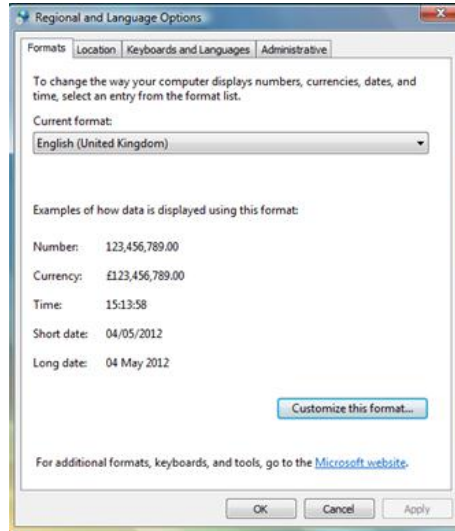 Regional and Language Options
Formats Location Keyboards and Languages Administrative
To change the way your computer displays numbers, currencies, dates, and
time, select an entry from the format list.
Current format:
English (United Kingdom)
Examples of how data is displayed using this format:
Number: 123,456,789.00
Currency: £123,456,789.00
Time: 15:13:58
Short date: 04/05/2012
Long date: 04 May 2012
Customize this format...
For additional formats, keyboards, and tools, go to the Microsoft website.
OK Cancel Apply